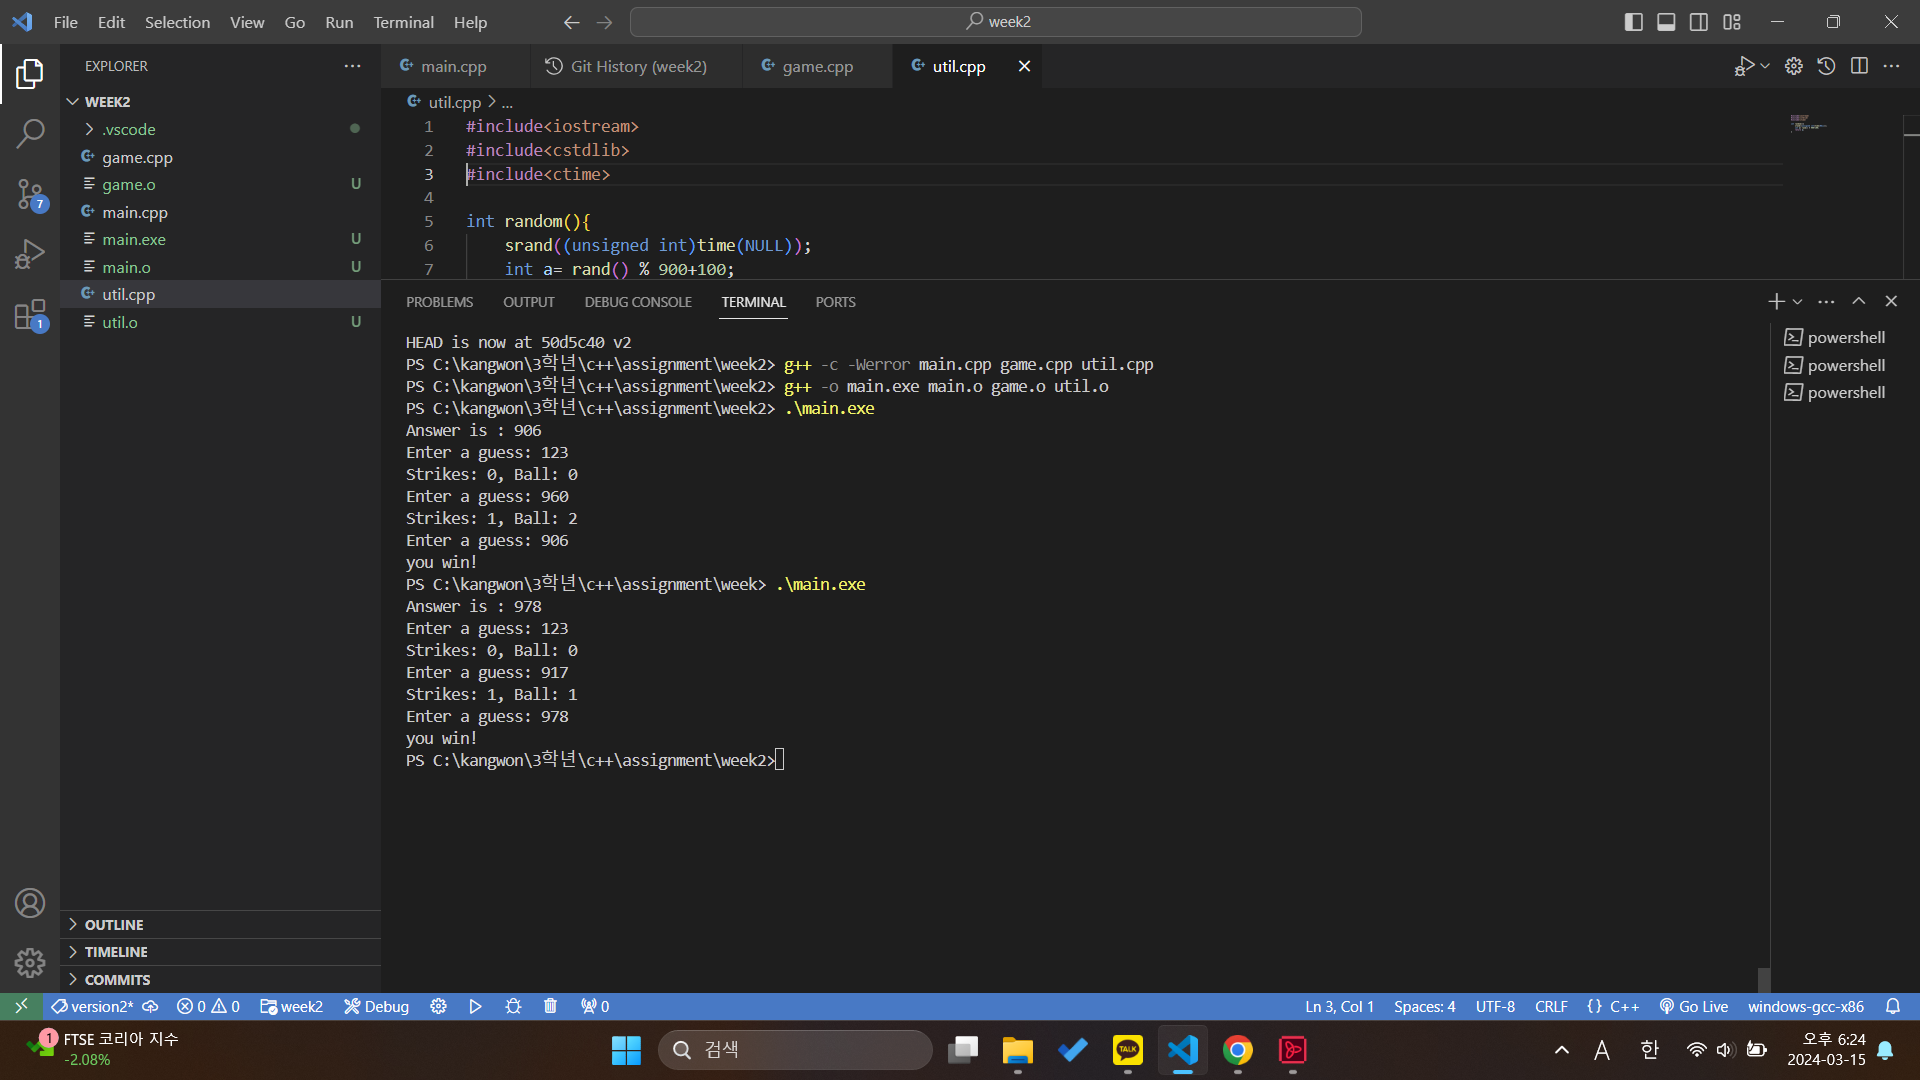 File Edit Selection View Go Run Terminal Help
week2
EXPLORER
WEEK2
.vscode
game.cpp
game.o U
main.cpp
main.exe U
main.o U
util.cpp
util.o U
OUTLINE
TIMELINE
COMMITS
7
1
main.cpp Git History (week2) game.cpp util.cpp
util.cpp > ...
1 #include<iostream>
2 #include<cstdlib>
3 #include<ctime>
4
5 int random(){
6 srand((unsigned int)time(NULL));
7 int a= rand() % 900+100;
PROBLEMS OUTPUT DEBUG CONSOLE TERMINAL PORTS
HEAD is now at 50d5c40 v2
PS C:\kangwon\3학년\c++\assignment\week2> g++ -c -Werror main.cpp game.cpp util.cpp
PS C:\kangwon\3학년\c++\assignment\week2> g++ -o main.exe main.o game.o util.o
PS C:\kangwon\3학년\c++\assignment\week2> .\main.exe
Answer is : 906
Enter a guess: 123
Strikes: 0, Ball: 0
Enter a guess: 960
Strikes: 1, Ball: 2
Enter a guess: 906
you win!
PS C:\kangwon\3학년\c++\assignment\week> .\main.exe
Answer is : 978
Enter a guess: 123
Strikes: 0, Ball: 0
Enter a guess: 917
Strikes: 1, Ball: 1
Enter a guess: 978
you win!
PS C:\kangwon\3학년\c++\assignment\week2>
powershell
powershell
powershell
version2* 0 0 week2 Debug 0
Ln 3, Col 1 Spaces: 4 UTF-8 CRLF {} C++ Go Live windows-gcc-x86
1
FTSE 코리아 지수
-2.08%
검색
TALK
A 한
오후 6:24
2024-03-15